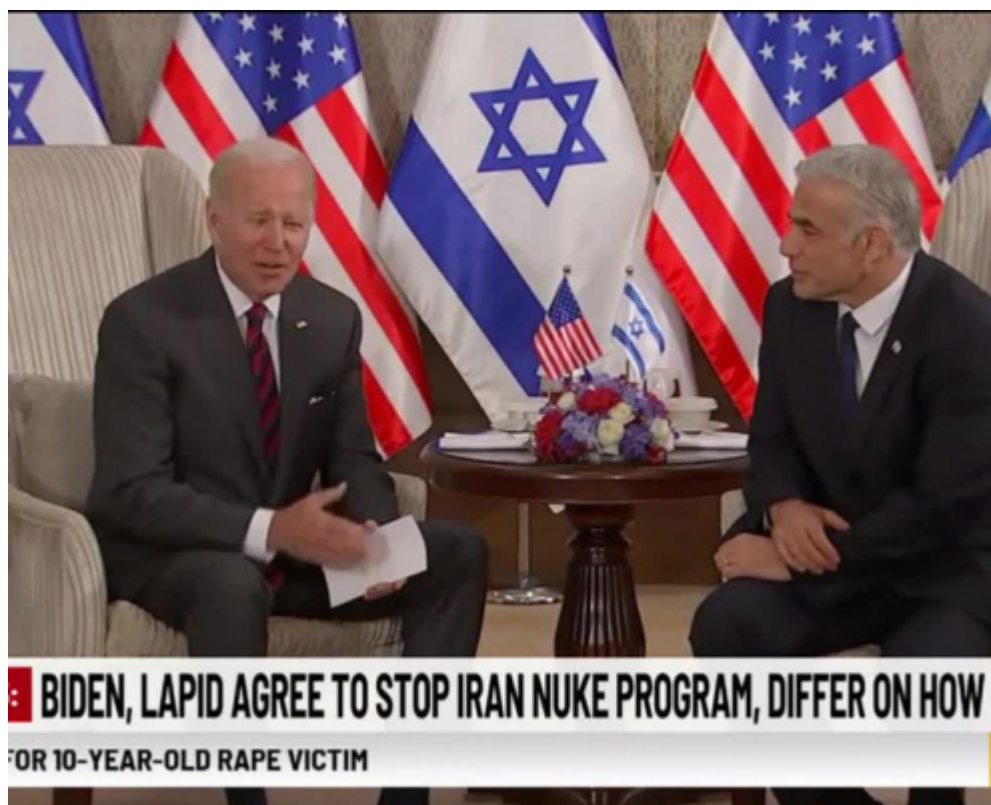 : BIDEN, LAPID AGREE TO STOP IRAN NUKE PROGRAM, DIFFER ON HOW
FOR 10-YEAR-OLD RAPE VICTIM